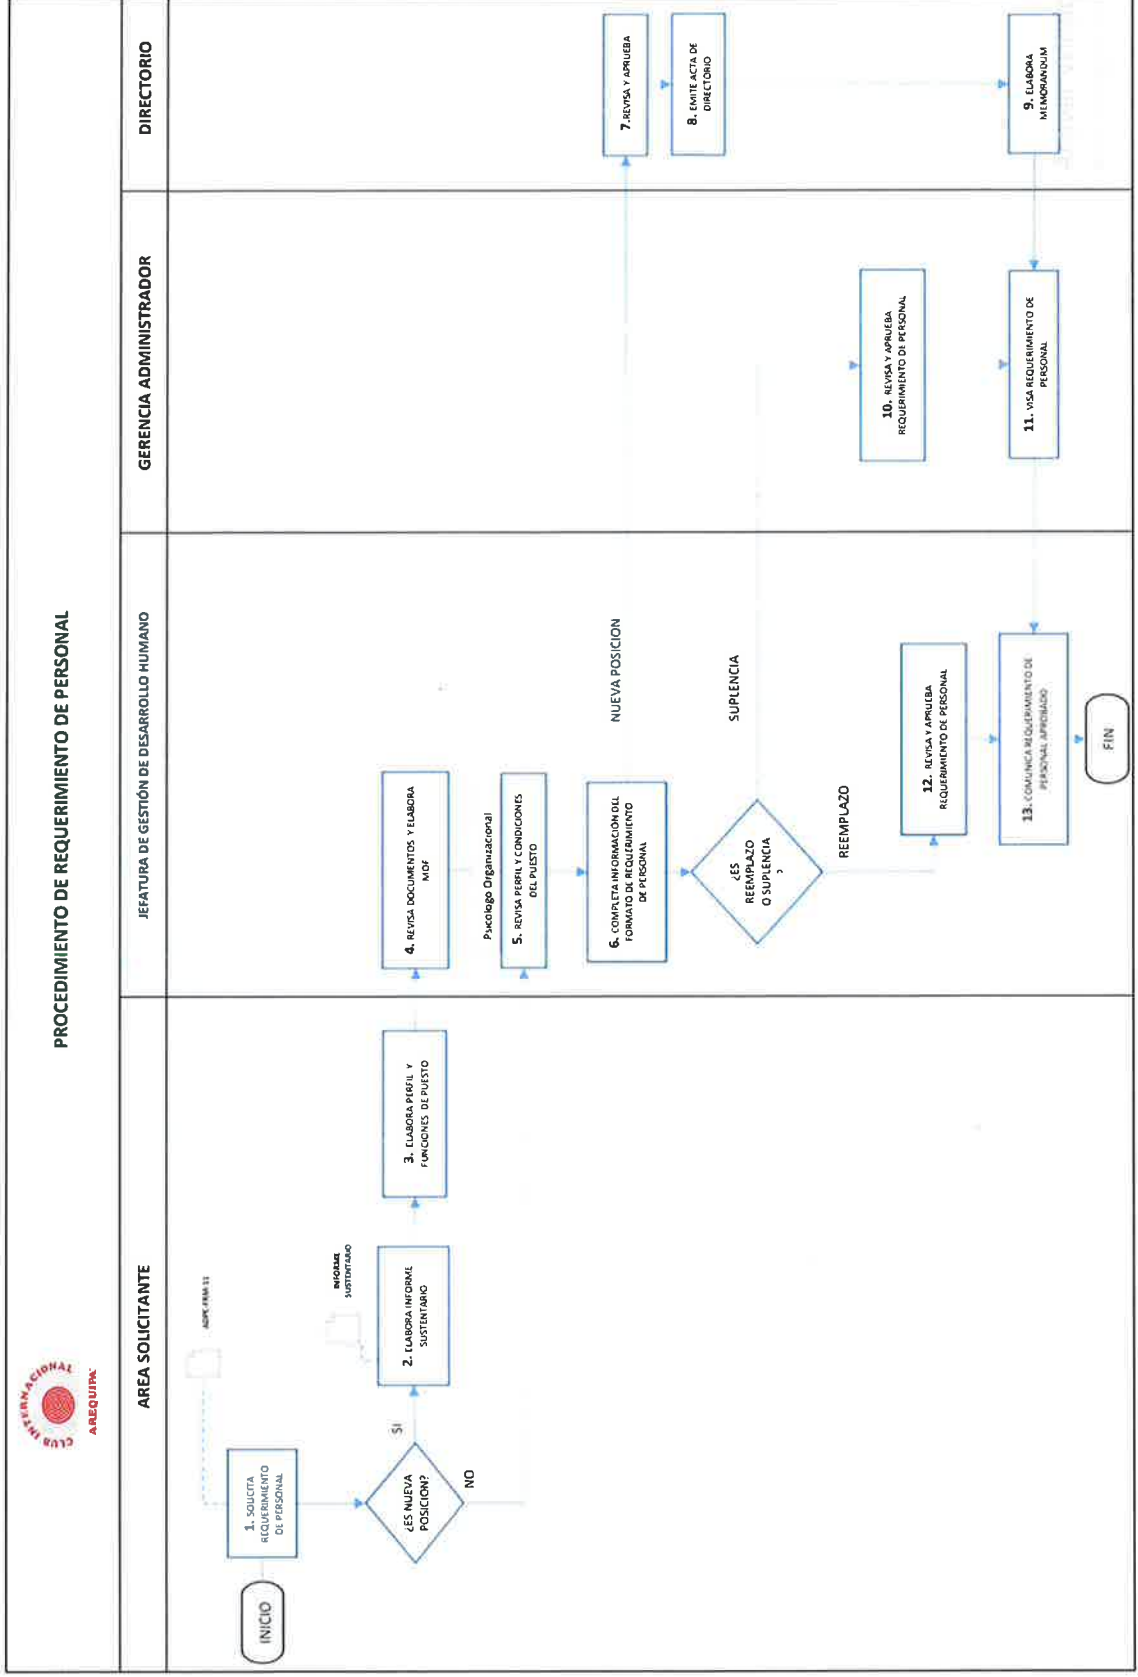 PROCEDIMIENTO DE REQUERIMIENTO DE PERSONAL
CLUB INTERNACIONAL
AREQUIPA
AREA SOLICITANTE
JEFATURA DE GESTIÓN DE DESARROLLO HUMANO
GERENCIA ADMINISTRADOR
DIRECTORIO
INICIO
1. SOLICITA
REQUERIMIENTO
DE PERSONAL
¿ES NUEVA
POSICION?
SI
NO
INFORME
SUSTENTARIO
2. ELABORA INFORME
SUSTENTARIO
3. ELABORA PERFIL Y
FUNCIONES DE PUESTO
4. REVISA DOCUMENTOS Y ELABORA
MOF
Psicologo Organizacional
5. REVISA PERFIL Y CONDICIONES
DEL PUESTO
6. COMPLETA INFORMACIÓN DEL
FORMATO DE REQUERIMIENTO
DE PERSONAL
NUEVA POSICION
7. REVISA Y APRUEBA
8. EMITE ACTA DE
DIRECTORIO
9. ELABORA
MEMORANDUM
¿ES
REEMPLAZO
O SUPLENCIA
?
SUPLENCIA
REEMPLAZO
10. REVISA Y APRUEBA
REQUERIMIENTO DE PERSONAL
11. VISA REQUERIMIENTO DE
PERSONAL
12. REVISA Y APRUEBA
REQUERIMIENTO DE PERSONAL
13. COMUNICA REQUERIMIENTO DE
PERSONAL APROBADO
FIN